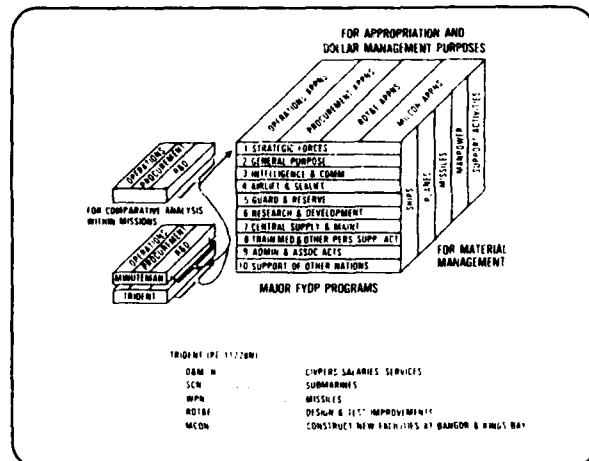 FOR APPROPRIATION AND
DOLLAR MANAGEMENT PURPOSES
OPERATIONS APPNS
PROCUREMENT APPNS
RDT&E APPNS
MILCON APPNS
1 STRATEGIC FORCES
2 GENERAL PURPOSE
3 INTELLIGENCE & COMM
4 AIRLIFT & SEALIFT
5 GUARD & RESERVE
6 RESEARCH & DEVELOPMENT
7 CENTRAL SUPPLY & MAINT
8 TRAIN MED & OTHER PERS SUPP. ACT
9 ADMIN & ASSOC ACTS
10 SUPPORT OF OTHER NATIONS
SHIPS
PLANES
MISSILES
MANPOWER
SUPPORT ACTIVITIES
OPERATIONS
PROCUREMENT
R&D
FOR COMPARATIVE ANALYSIS
WITHIN MISSIONS
OPERATIONS
PROCUREMENT
R&D
MINUTEMAN
TRIDENT
FOR MATERIAL
MANAGEMENT
MAJOR FYDP PROGRAMS
TRIDENT (PE 11228N)
O&M N CIVPERS SALARIES SERVICES
SCN SUBMARINES
WPN MISSILES
RDT&E DESIGN & TEST IMPROVEMENTS
MCON CONSTRUCT NEW FACILITIES AT BANGOR & KINGS BAY